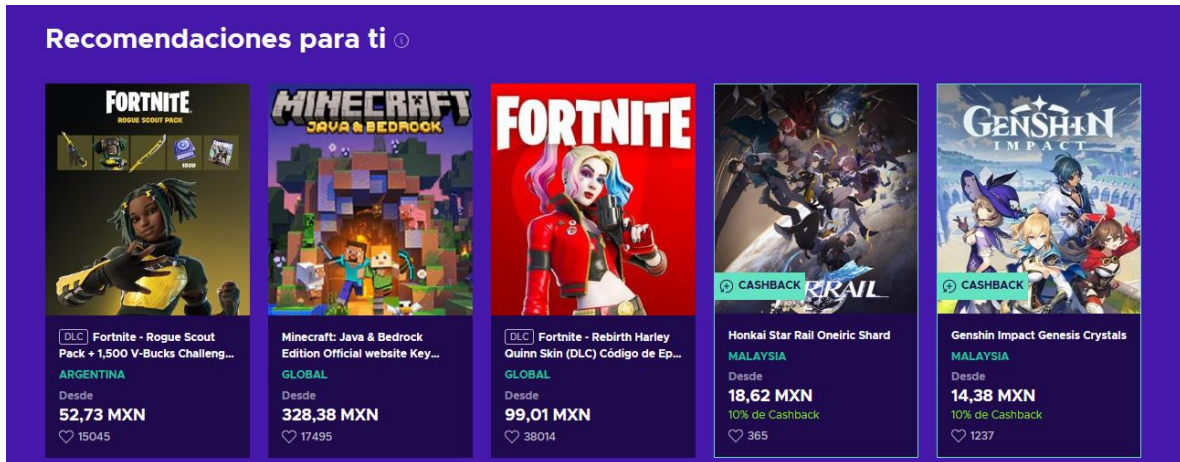 Recomendaciones para ti
FORTNITE
ROGUE SCOUT PACK
1500
MINECRAFT
JAVA & BEDROCK
FORTNITE
RAIL
GENSHIN
IMPACT
CASHBACK
CASHBACK
DLC Fortnite - Rogue Scout
Pack + 1,500 V-Bucks Challeng...
ARGENTINA
Desde
52,73 MXN
15045
Minecraft: Java & Bedrock
Edition Official website Key...
GLOBAL
Desde
328,38 MXN
17495
DLC Fortnite - Rebirth Harley
Quinn Skin (DLC) Código de Ep...
GLOBAL
Desde
99,01 MXN
38014
Honkai Star Rail Oneiric Shard
MALAYSIA
Desde
18,62 MXN
10% de Cashback
365
Genshin Impact Genesis Crystals
MALAYSIA
Desde
14,38 MXN
10% de Cashback
1237